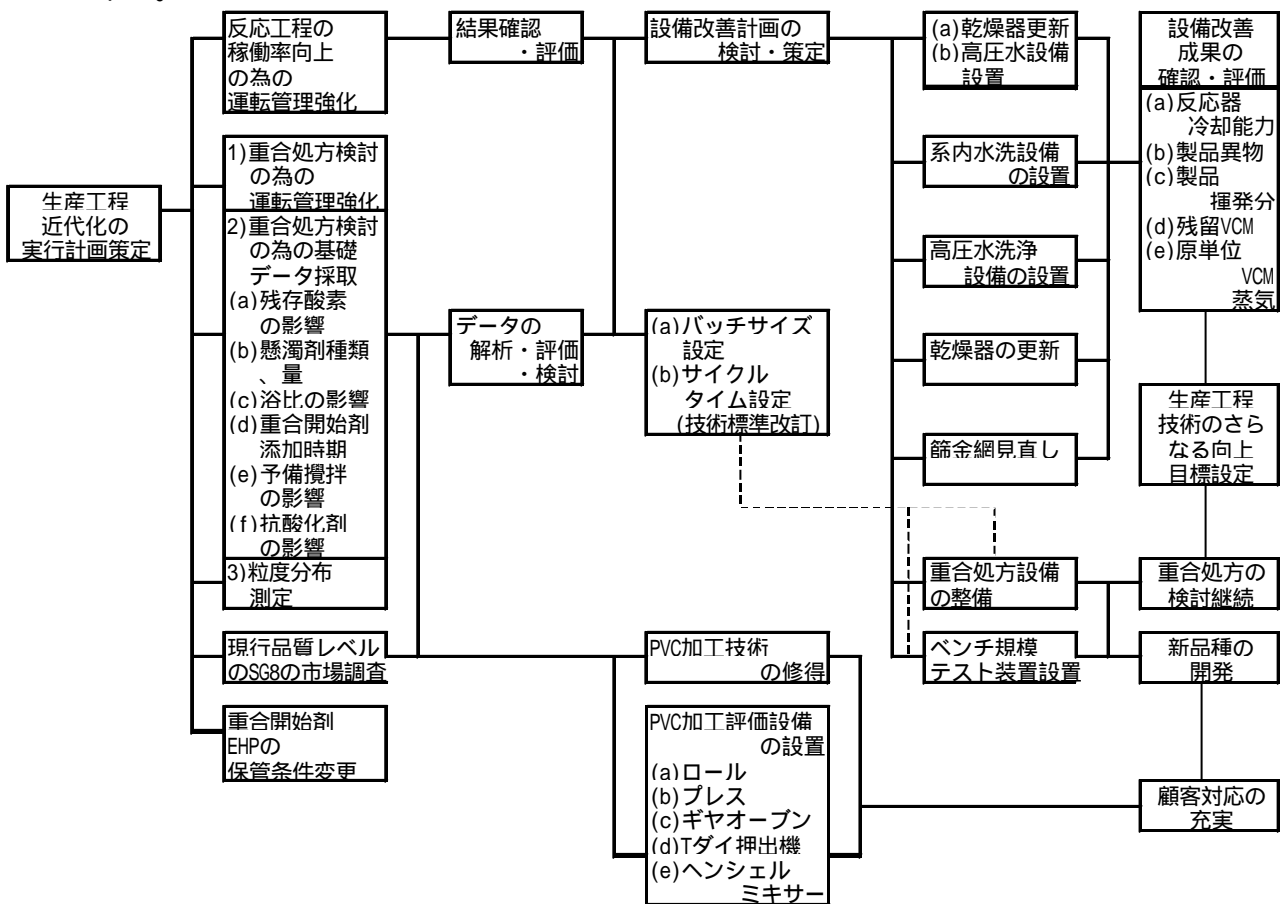 生産工程
近代化の
実行計画策定
反応工程の
稼働率向上
の為の
運転管理強化
1)重合処方検討
の為の
運転管理強化
2)重合処方検討
の為の基礎
データ採取
(a)残存酸素
の影響
(b)懸濁剤種類
、量
(c)浴比の影響
(d)重合開始剤
添加時期
(e)予備攪拌
の影響
(f)抗酸化剤
の影響
3)粒度分布
測定
現行品質レベル
のSG8の市場調査
重合開始剤
EHPの
保管条件変更
結果確認
・評価
データの
解析・評価
・検討
設備改善計画の
検討・策定
(a)バッチサイズ
設定
(b)サイクル
タイム設定
(技術標準改訂)
PVC加工技術
の修得
PVC加工評価設備
の設置
(a)ロール
(b)プレス
(c)ギヤオーブン
(d)Tダイ押出機
(e)ヘンシェル
ミキサー
(a)乾燥器更新
(b)高圧水設備
設置
系内水洗設備
の設置
高圧水洗浄
設備の設置
乾燥器の更新
篩金網見直し
重合処方設備
の整備
ベンチ規模
テスト装置設置
設備改善
成果の
確認・評価
(a)反応器
冷却能力
(b)製品異物
(c)製品
揮発分
(d)残留VCM
(e)原単位
VCM
蒸気
生産工程
技術のさら
なる向上
目標設定
重合処方の
検討継続
新品種の
開発
顧客対応の
充実